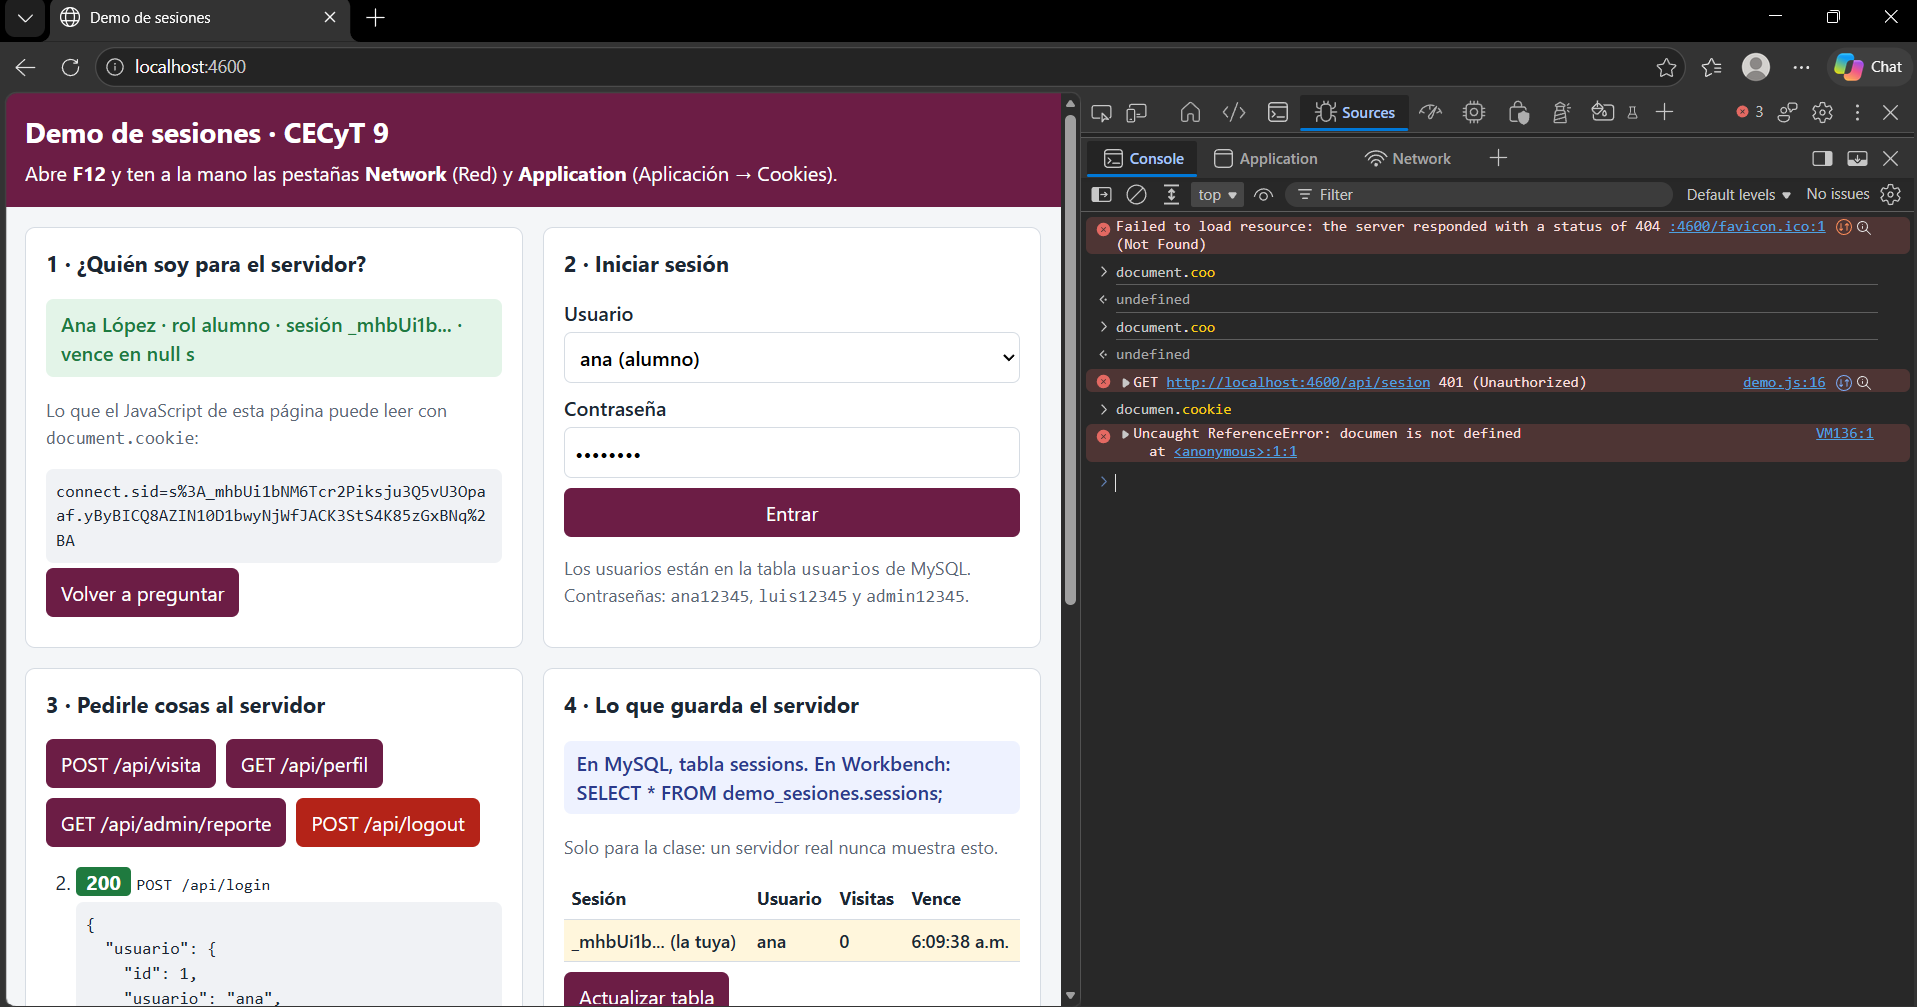 Demo de sesiones
localhost:4600
Chat
Demo de sesiones · CECyT 9
Abre F12 y ten a la mano las pestañas Network (Red) y Application (Aplicación → Cookies).
1 · ¿Quién soy para el servidor?
Ana López · rol alumno · sesión _mhbUi1b... ·
vence en null s
Lo que el JavaScript de esta página puede leer con
document.cookie:
connect.sid=s%3A_mhbUi1bNM6Tcr2Piksju3Q5vU3Opa
af.yByBICQ8AZIN10D1bwyNjWfJACK3StS4K85zGxBNq%2
BA
Volver a preguntar
2 · Iniciar sesión
Usuario
ana (alumno)
Contraseña
••••••••
Entrar
Los usuarios están en la tabla usuarios de MySQL.
Contraseñas: ana12345, luis12345 y admin12345.
3 · Pedirle cosas al servidor
POST /api/visita
GET /api/perfil
GET /api/admin/reporte
POST /api/logout
2. 200 POST /api/login
{
"usuario": {
"id": 1,
"usuario": "ana",
4 · Lo que guarda el servidor
En MySQL, tabla sessions. En Workbench:
SELECT * FROM demo_sesiones.sessions;
Solo para la clase: un servidor real nunca muestra esto.
Sesión Usuario Visitas Vence
_mhbUi1b... (la tuya) ana 0 6:09:38 a.m.
Actualizar tabla
Sources
3
Console
Application
Network
top
Filter
Default levels
No issues
Failed to load resource: the server responded with a status of 404 :4600/favicon.ico:1
(Not Found)
document.coo
undefined
document.coo
undefined
GET http://localhost:4600/api/sesion 401 (Unauthorized) demo.js:16
documen.cookie
Uncaught ReferenceError: documen is not defined VM136:1
at <anonymous>:1:1